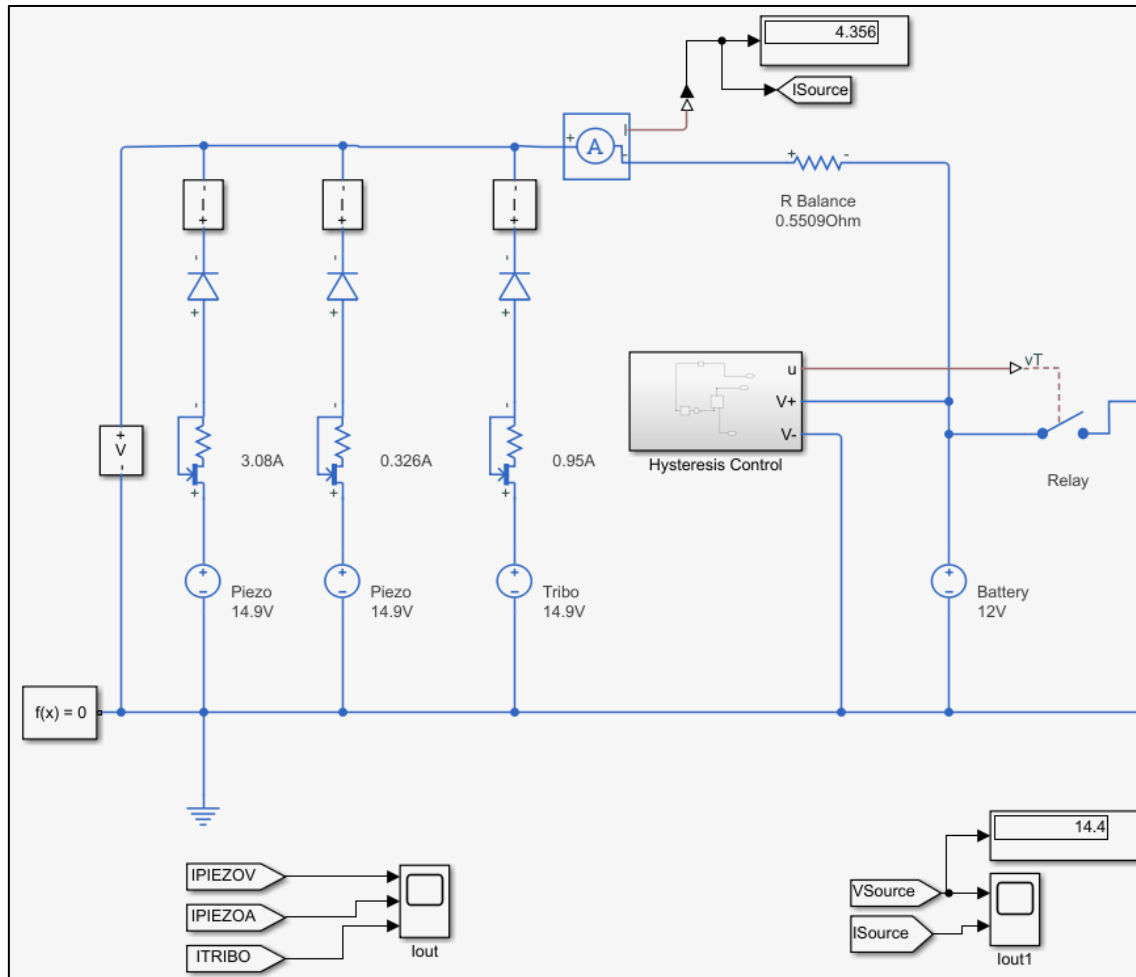 4.356
ISource
+
A
I
-
+ -
R Balance
0.5509Ohm
- I +
- I +
- I +
-
-
-
+
+
+
-
-
-
3.08A
0.326A
0.95A
+
+
+
+ V -
u
V+
V-
Hysteresis Control
vT
Relay
Piezo
14.9V
Piezo
14.9V
Tribo
14.9V
Battery
12V
f(x) = 0
IPIEZOV
IPIEZOA
ITRIBO
Iout
14.4
VSource
ISource
Iout1